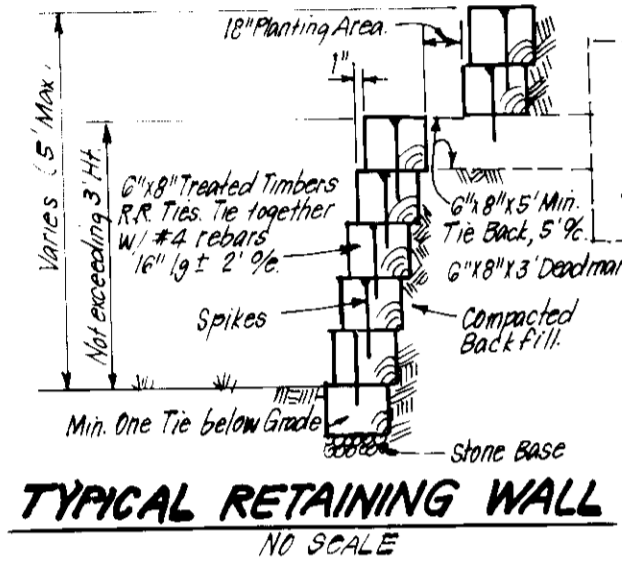 18" Planting Area.
1"
Varies (5' Max.
Not exceeding 3' Ht.
6"x8" Treated Timbers
R.R. Ties. Tie together
W/ #4 rebars
16" lg ± 2' o/c.
6"x8"x5' Min.
Tie Back, 5' o/c.
6"x8"x3' Deadman
Spikes
Compacted
Backfill.
Min. One Tie below Grade
Stone Base
TYPICAL RETAINING WALL
NO SCALE